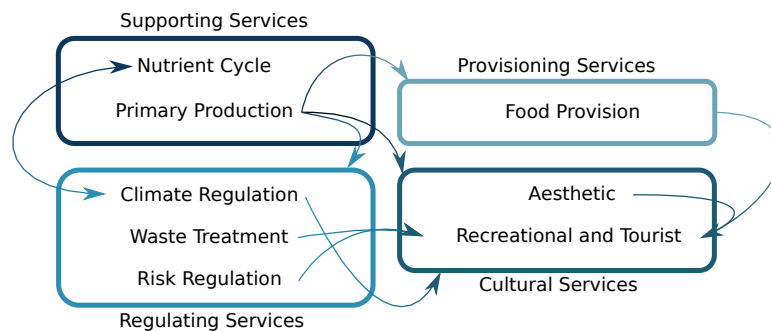 Supporting Services
Nutrient Cycle
Primary Production
Provisioning Services
Food Provision
Climate Regulation
Waste Treatment
Risk Regulation
Regulating Services
Aesthetic
Recreational and Tourist
Cultural Services